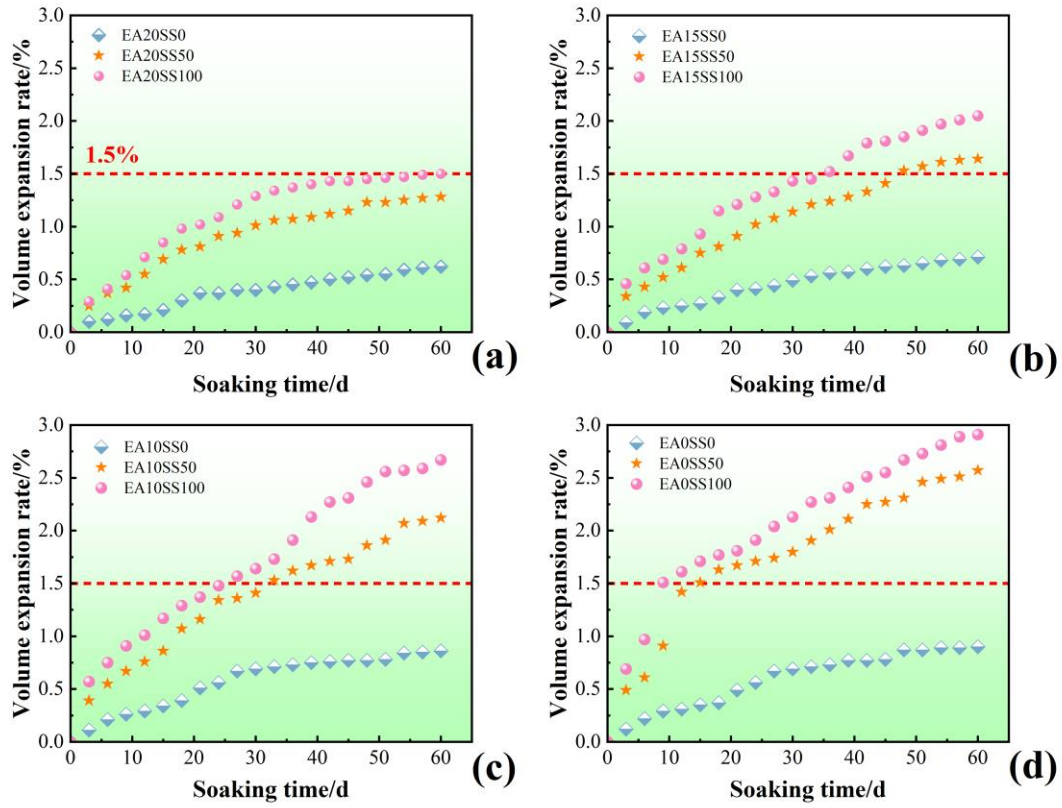 3.0
2.5
2.0
1.5
1.0
0.5
0.0
Volume expansion rate/%
EA20SS0
EA20SS50
EA20SS100
1.5%
0 10 20 30 40 50 60
Soaking time/d
(a)
3.0
2.5
2.0
1.5
1.0
0.5
0.0
Volume expansion rate/%
EA15SS0
EA15SS50
EA15SS100
0 10 20 30 40 50 60
Soaking time/d
(b)
3.0
2.5
2.0
1.5
1.0
0.5
0.0
Volume expansion rate/%
EA10SS0
EA10SS50
EA10SS100
0 10 20 30 40 50 60
Soaking time/d
(c)
3.0
2.5
2.0
1.5
1.0
0.5
0.0
Volume expansion rate/%
EA0SS0
EA0SS50
EA0SS100
0 10 20 30 40 50 60
Soaking time/d
(d)